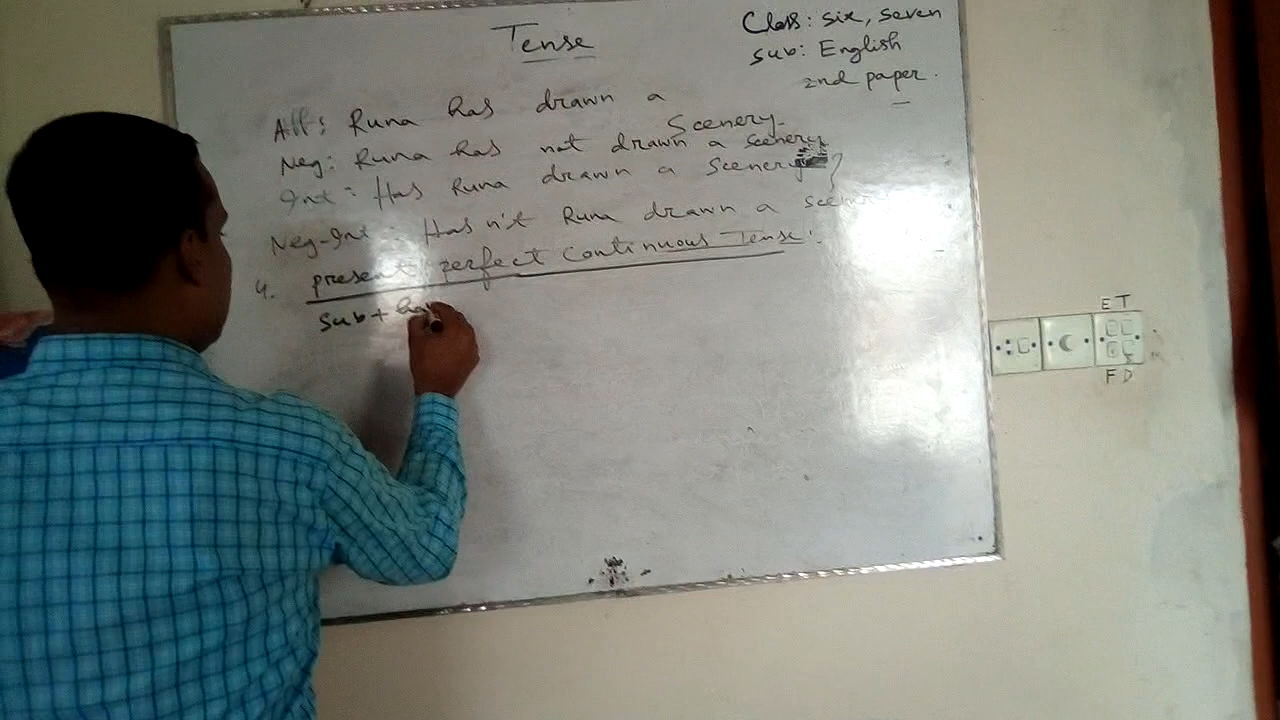 Tense
Class: six, seven
Sub: English
2nd paper.
Aff: Runa has drawn a
Scenery.
Neg: Runa has not drawn a scenery
Int: Has Runa drawn a Scenery?
Neg-Int: Has n't Runa drawn a
4. present perfect Continuous Tense:
Sub +
ET
FD